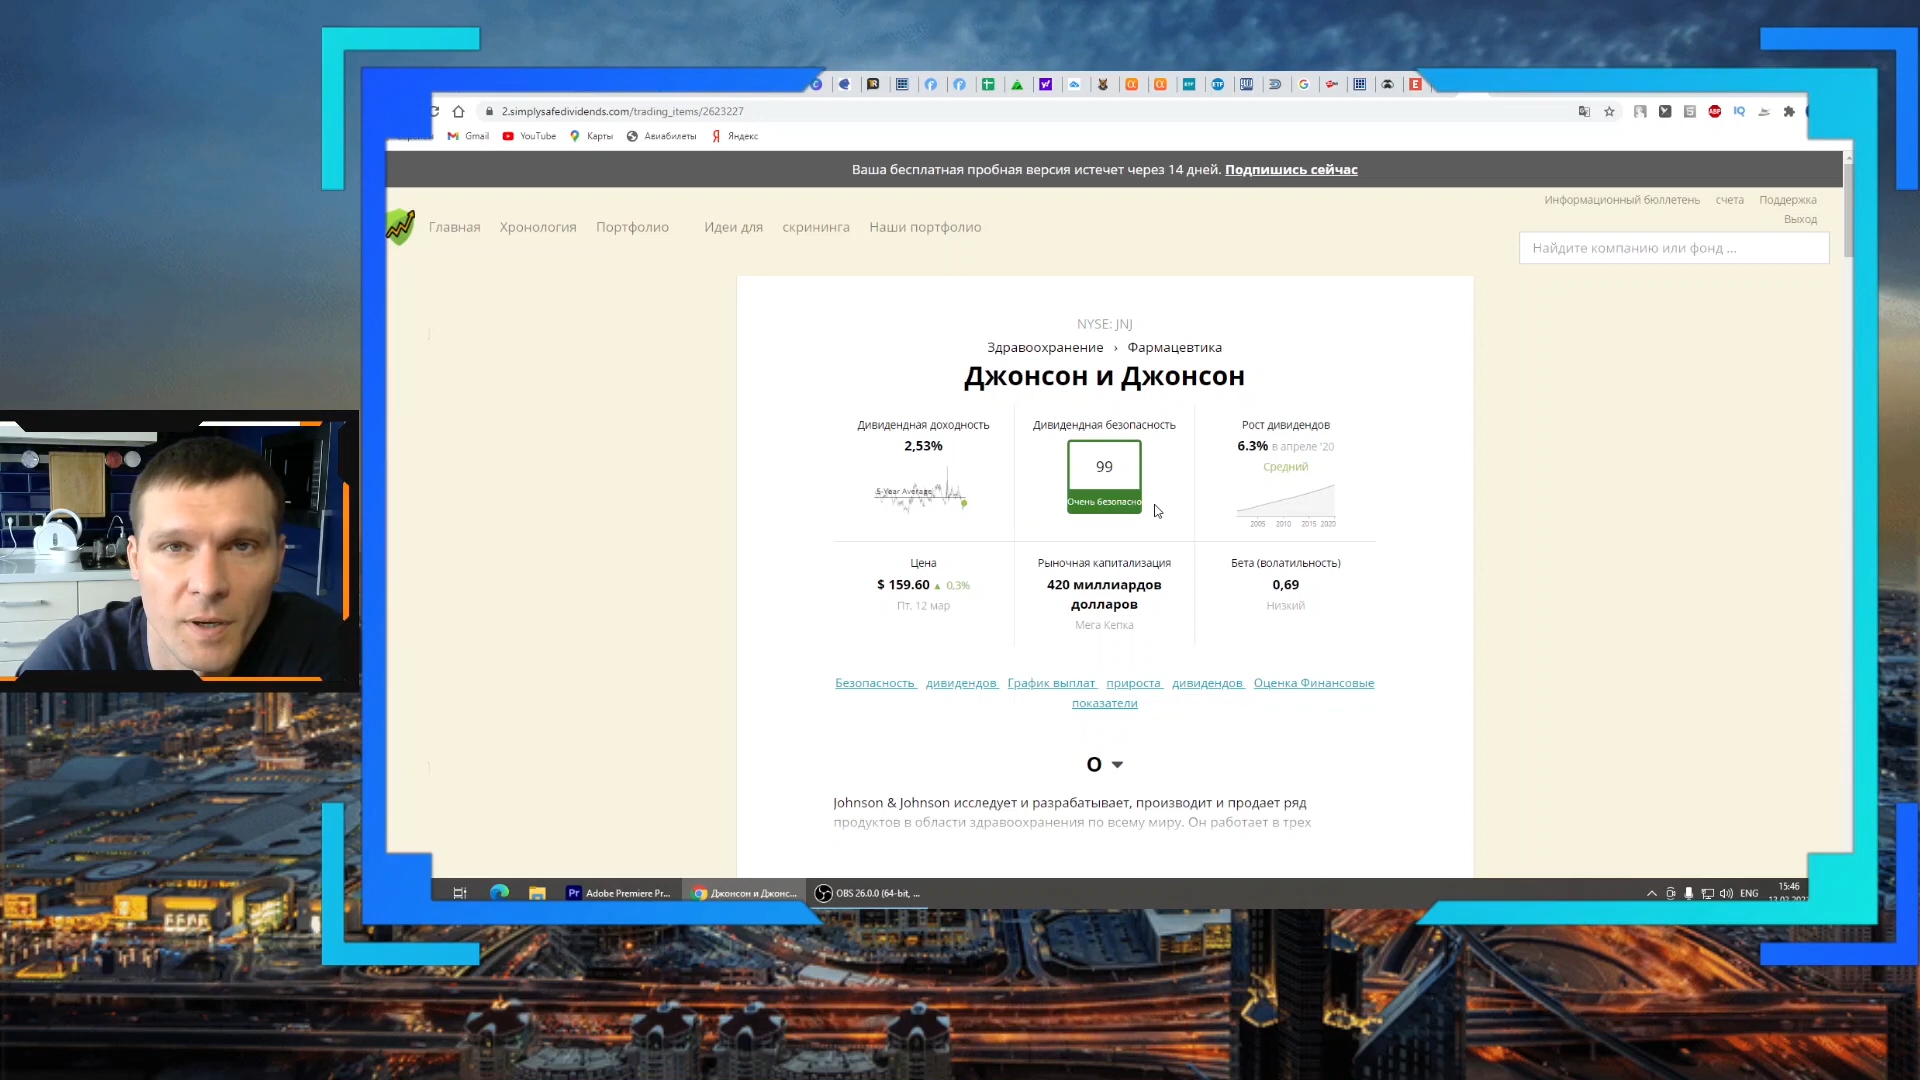 2.simplysafedividends.com/trading_items/2623227
Gmail YouTube Карты Авиабилеты Яндекс
Ваша бесплатная пробная версия истечет через 14 дней. Подпишись сейчас
Информационный бюллетень счета Поддержка
Выход
Главная Хронология Портфолио Идеи для скрининга Наши портфолио
Найдите компанию или фонд ...
NYSE: JNJ
Здравоохранение › Фармацевтика
Джонсон и Джонсон
Дивидендная доходность
2,53%
5-Year Average
Дивидендная безопасность
99
Очень безопасно
Рост дивидендов
6.3% в апреле '20
Средний
2005 2010 2015 2020
Цена
$ 159.60 ▲ 0,3%
Пт. 12 мар
Рыночная капитализация
420 миллиардов
долларов
Мега Кепка
Бета (волатильность)
0,69
Низкий
Безопасность дивидендов График выплат прироста дивидендов Оценка Финансовые
показатели
О
Johnson & Johnson исследует и разрабатывает, производит и продает ряд
продуктов в области здравоохранения по всему миру. Он работает в трех
Adobe Premiere Pr... Джонсон и Джонс... OBS 26.0.0 (64-bit, ...
ENG
15:46